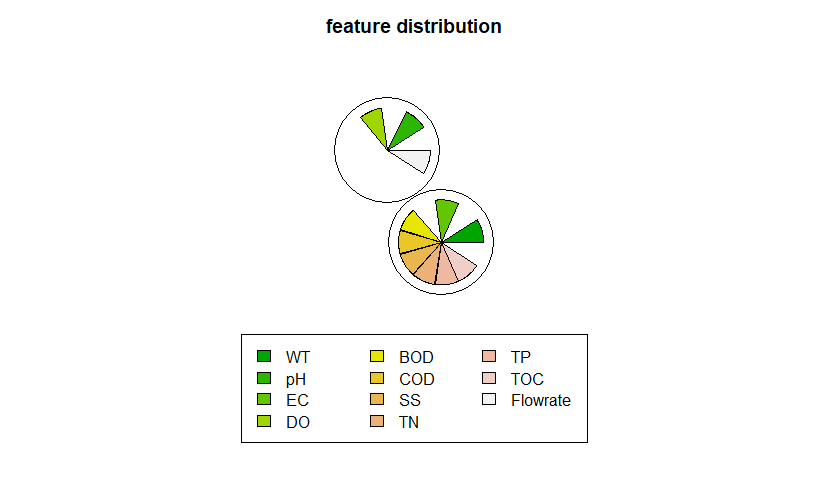 feature distribution
WT BOD TP
pH COD TOC
EC SS Flowrate
DO TN